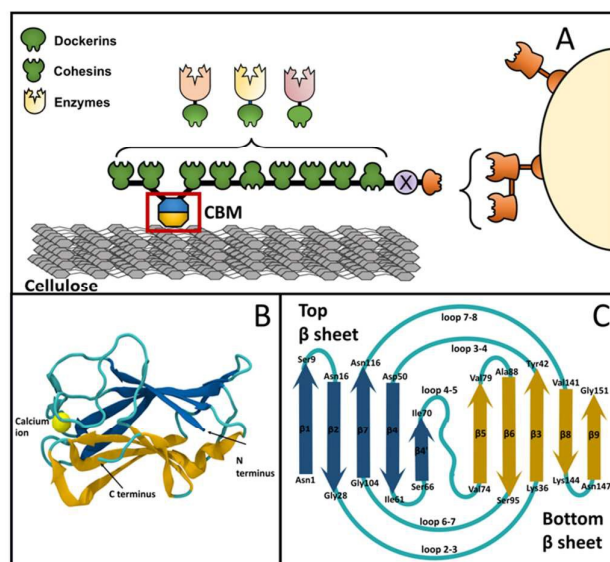 A
Dockerins
Cohesins
Enzymes
X
CBM
Cellulose
B
Calcium
ion
C terminus
N
terminus
C
Top
β sheet
loop 7-8
loop 3-4
loop 4-5
Ser9
Asn16
Asn116
Asp50
Ile70
Val79
Ala88
Tyr42
Val141
Gly151
β1
β2
β7
β4
β4'
β5
β6
β3
β8
β9
Asn1
Gly28
Gly104
Ile61
Ser66
Val74
Ser95
Lys36
Lys144
Asn147
loop 6-7
loop 2-3
Bottom
β sheet